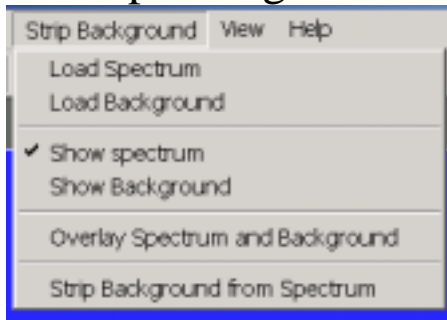 Strip Background View Help
Load Spectrum
Load Background
✔ Show spectrum
Show Background
Overlay Spectrum and Background
Strip Background from Spectrum